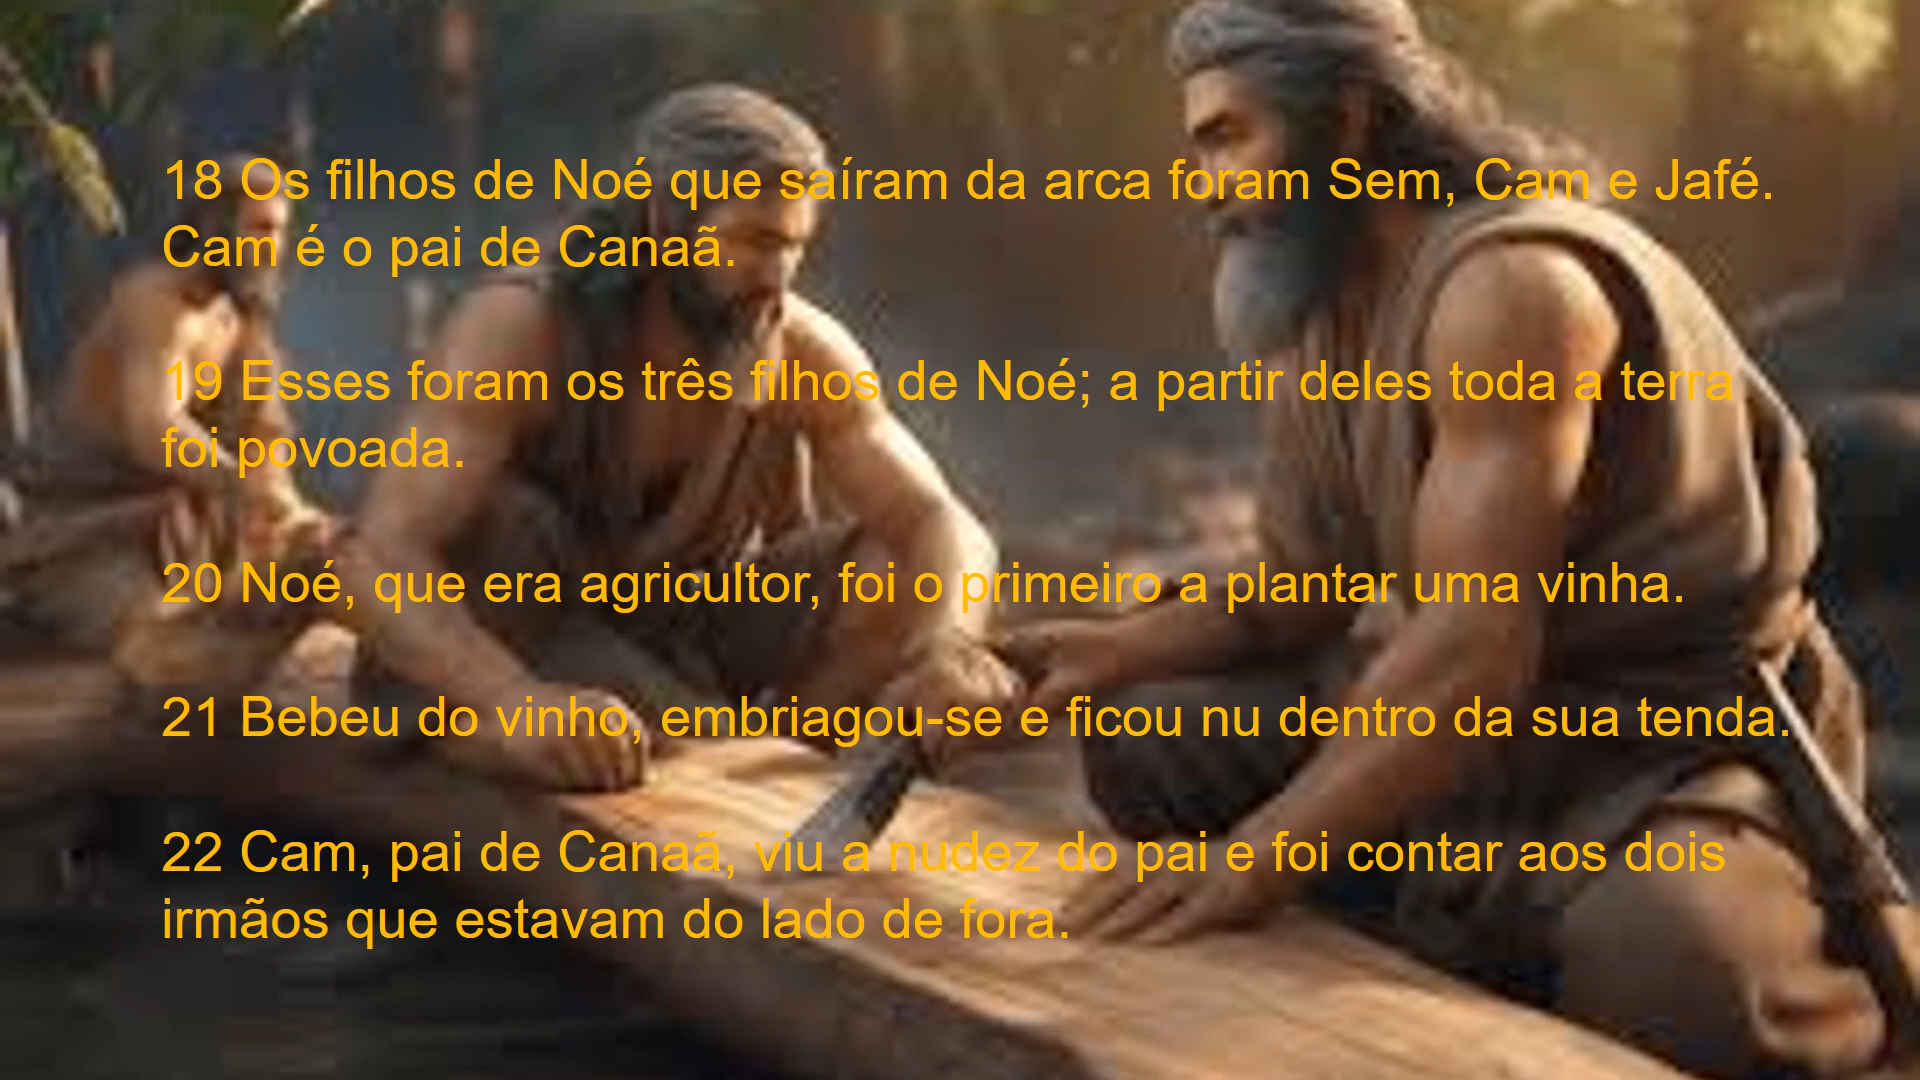 18 Os filhos de Noé que saíram da arca foram Sem, Cam e Jafé.
Cam é o pai de Canaã.
19 Esses foram os três filhos de Noé; a partir deles toda a terra
foi povoada.
20 Noé, que era agricultor, foi o primeiro a plantar uma vinha.
21 Bebeu do vinho, embriagou-se e ficou nu dentro da sua tenda.
22 Cam, pai de Canaã, viu a nudez do pai e foi contar aos dois
irmãos que estavam do lado de fora.